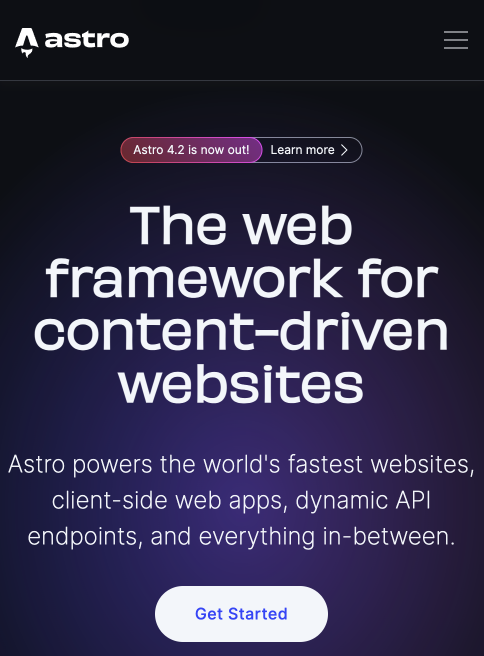 astro
Astro 4.2 is now out! Learn more
The web
framework for
content-driven
websites
Astro powers the world's fastest websites,
client-side web apps, dynamic API
endpoints, and everything in-between.
Get Started